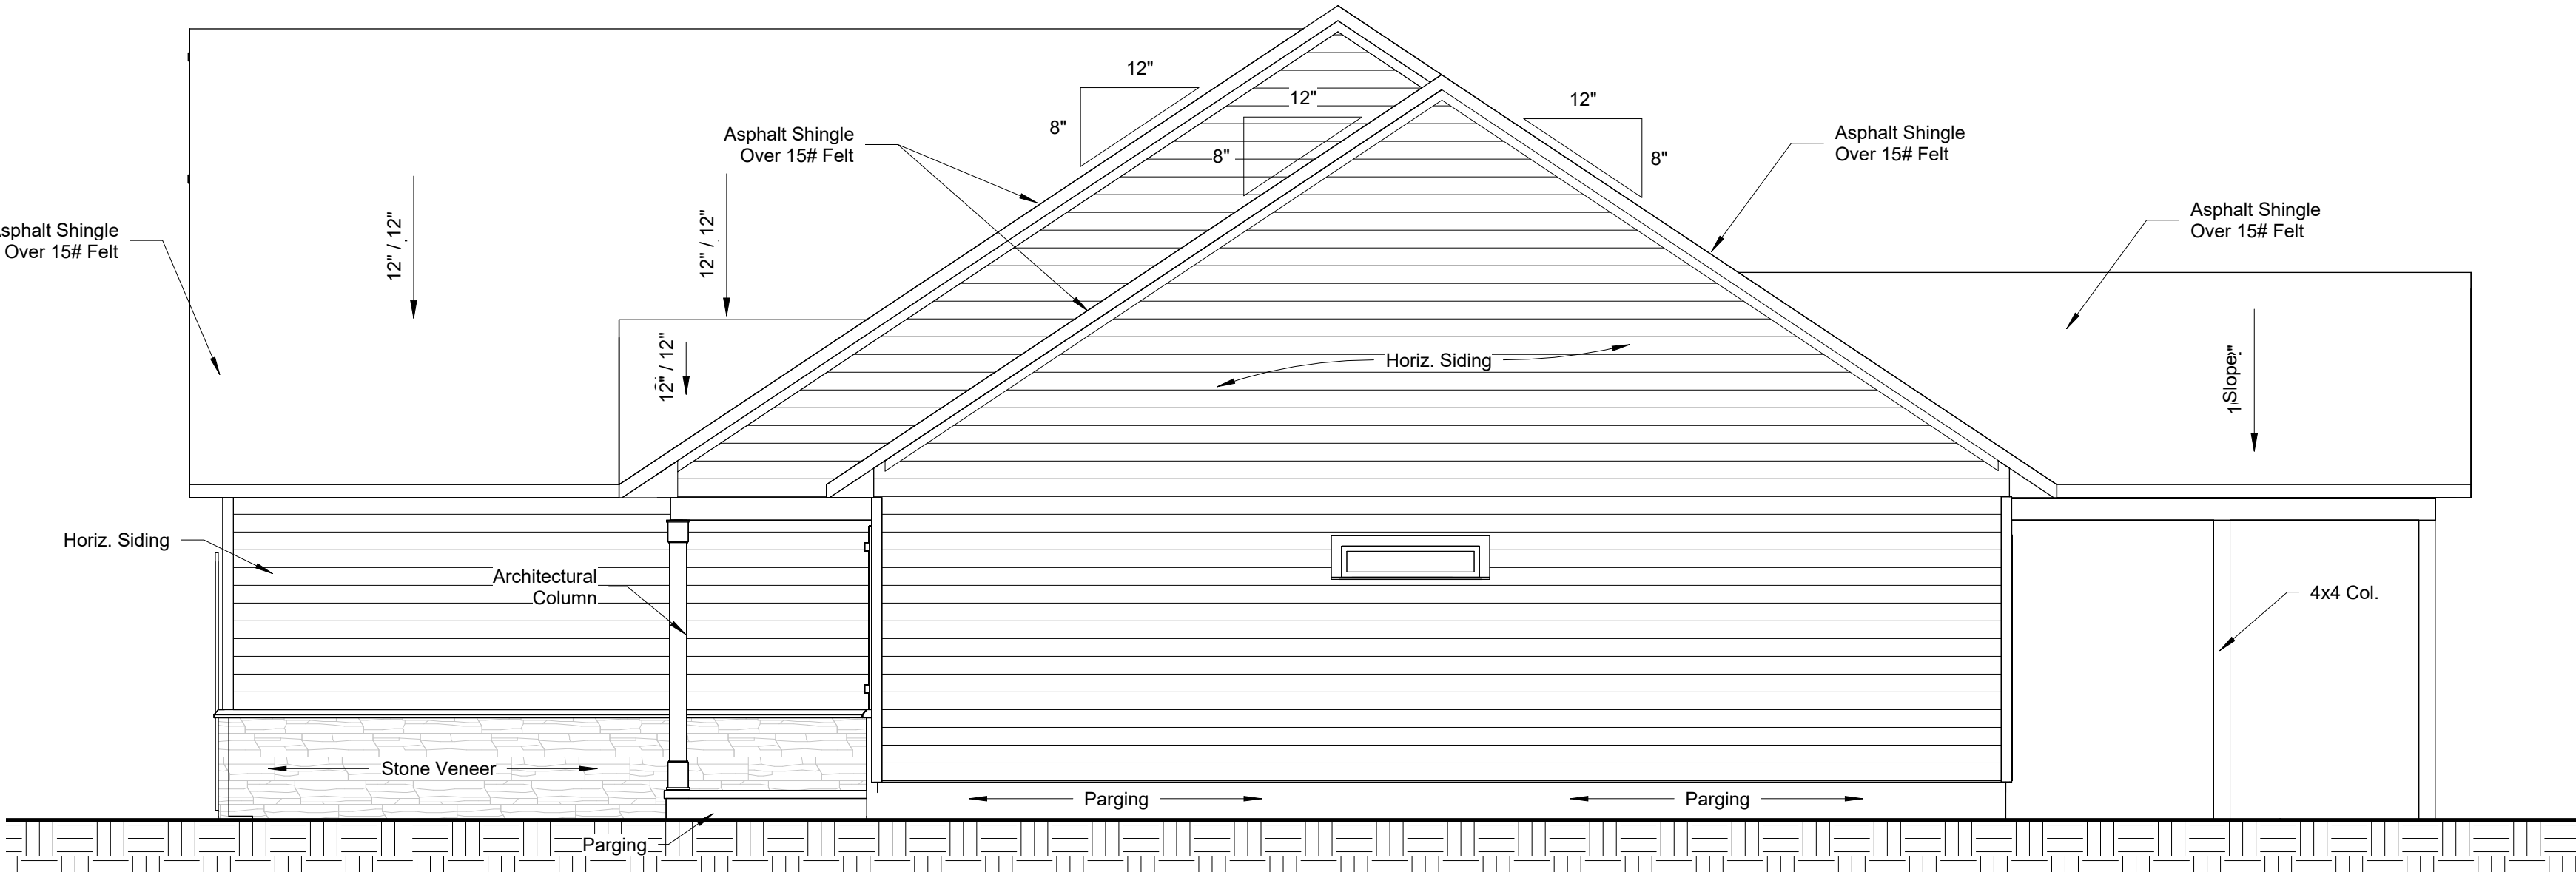 12"
8"
12"
8"
12"
8"
Asphalt Shingle
Over 15# Felt
Asphalt Shingle
Over 15# Felt
Asphalt Shingle
Over 15# Felt
sphalt Shingle
Over 15# Felt
12" / 12"
12" / 12"
12" / 12"
Slope
Horiz. Siding
Horiz. Siding
Architectural
Column
4x4 Col.
Stone Veneer
Parging
Parging
Parging